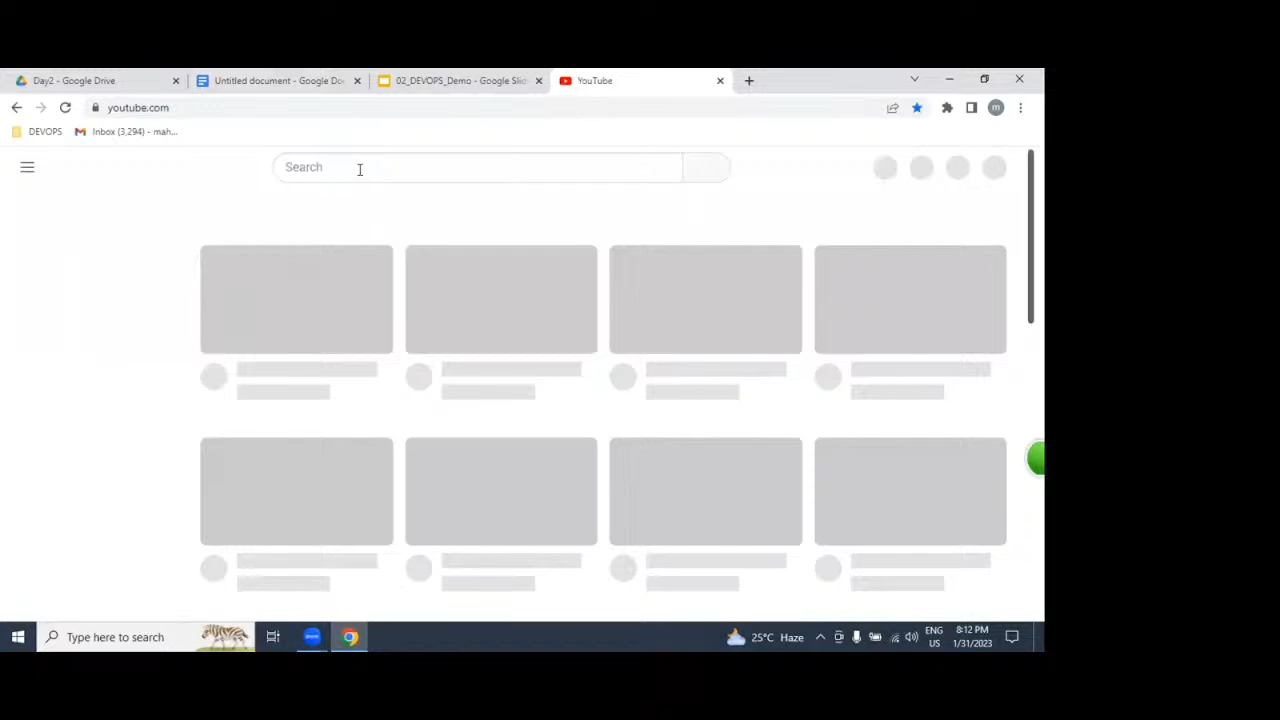 Day2 - Google Drive
Untitled document - Google Do
02_DEVOPS_Demo - Google Slid
YouTube
youtube.com
DEVOPS
Inbox (3,294) - mah...
m
Search
Type here to search
zoom
25°C Haze
ENG
US
8:12 PM
1/31/2023